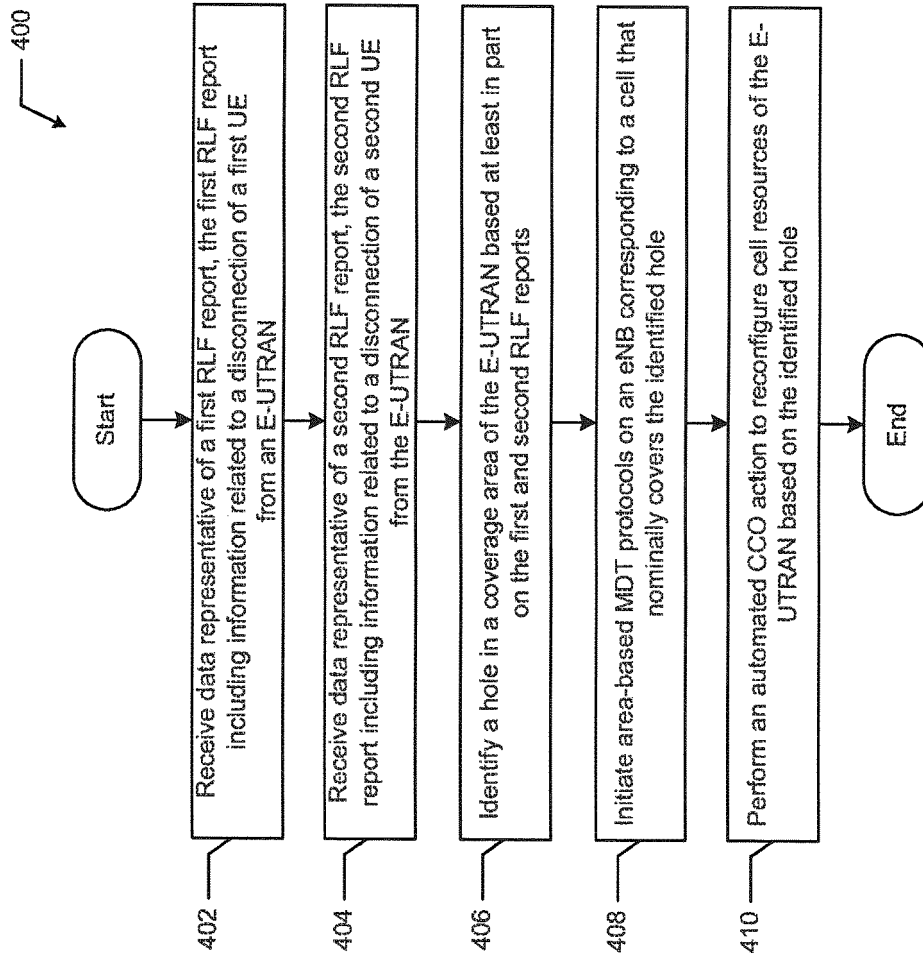 400
Start
402
Receive data representative of a first RLF report, the first RLF report
including information related to a disconnection of a first UE
from an E-UTRAN
404
Receive data representative of a second RLF report, the second RLF
report including information related to a disconnection of a second UE
from the E-UTRAN
406
Identify a hole in a coverage area of the E-UTRAN based at least in part
on the first and second RLF reports
408
Initiate area-based MDT protocols on an eNB corresponding to a cell that
nominally covers the identified hole
410
Perform an automated CCO action to reconfigure cell resources of the E-
UTRAN based on the identified hole
End